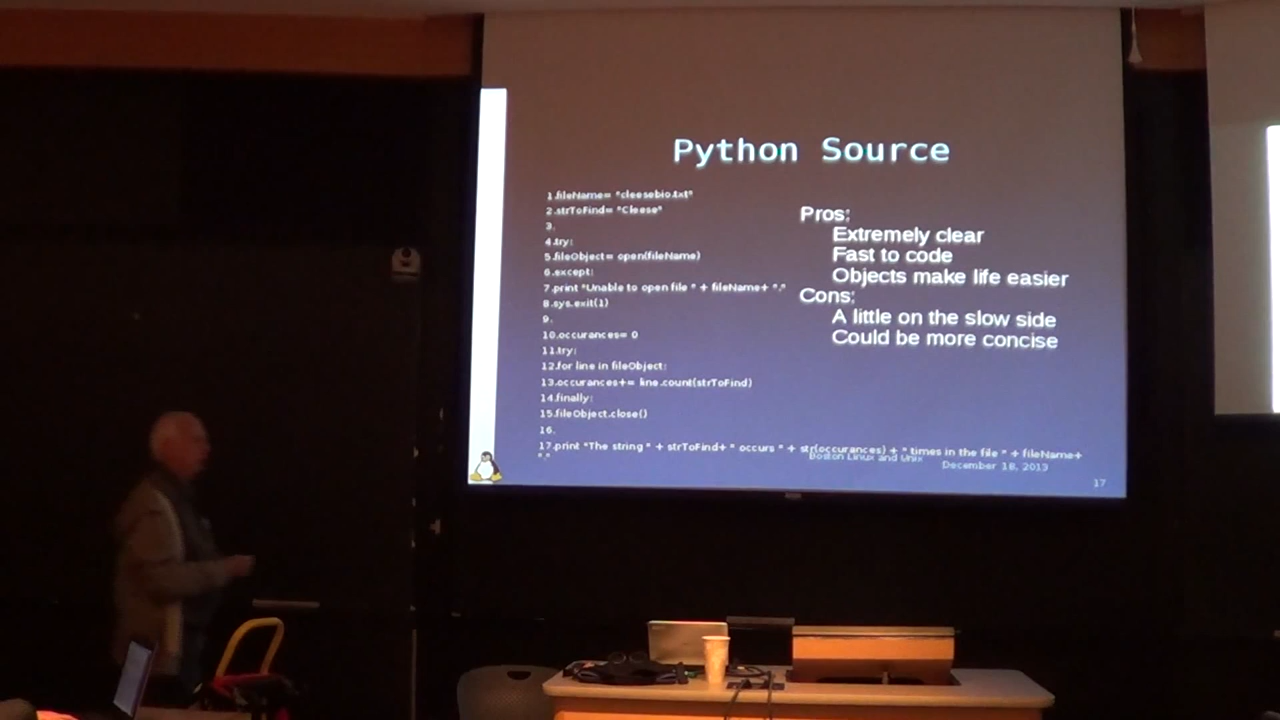 Python Source
1.fileName= "cleesebio.txt"
2.strToFind= "Cleese"
3.
4.try:
5.fileObject= open(fileName)
6.except:
7.print "Unable to open file " + fileName+ "."
8.sys.exit(1)
9.
10.occurances= 0
11.try:
12.for line in fileObject:
13.occurances+= line.count(strToFind)
14.finally:
15.fileObject.close()
16.
17.print "The string " + strToFind+ " occurs " + str(occurances) + " times in the file " + fileName+
"."
Pros:
Extremely clear
Fast to code
Objects make life easier
Cons:
A little on the slow side
Could be more concise
Boston Linux and Unix
December 18, 2013
17